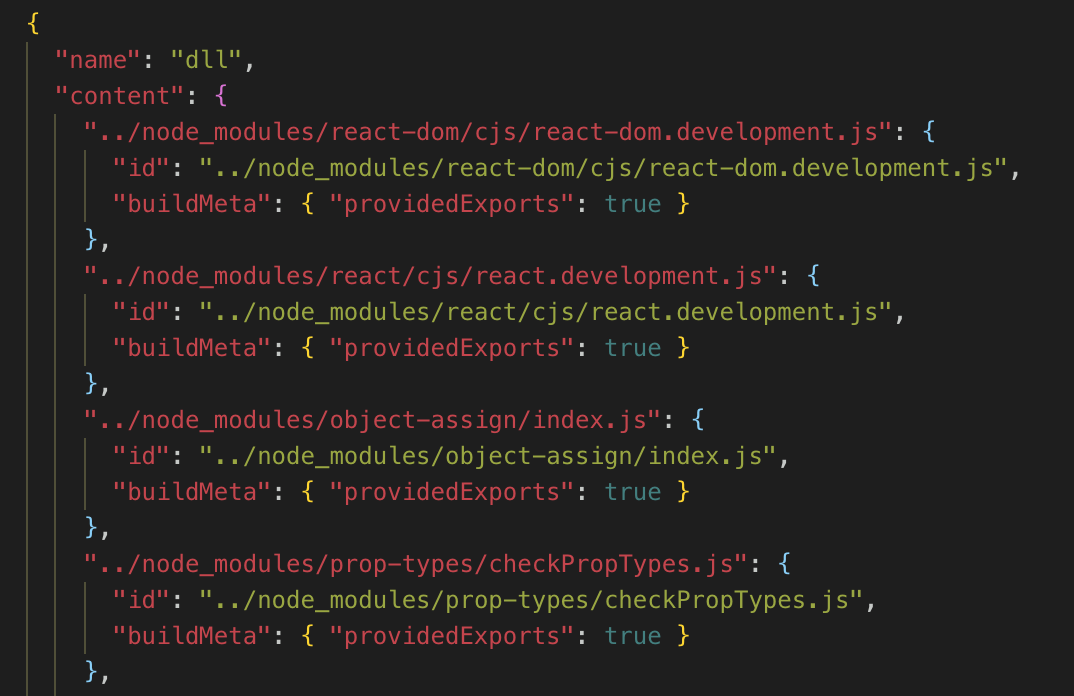 {
"name": "dll",
"content": {
"../node_modules/react-dom/cjs/react-dom.development.js": {
"id": "../node_modules/react-dom/cjs/react-dom.development.js",
"buildMeta": { "providedExports": true }
},
"../node_modules/react/cjs/react.development.js": {
"id": "../node_modules/react/cjs/react.development.js",
"buildMeta": { "providedExports": true }
},
"../node_modules/object-assign/index.js": {
"id": "../node_modules/object-assign/index.js",
"buildMeta": { "providedExports": true }
},
"../node_modules/prop-types/checkPropTypes.js": {
"id": "../node_modules/prop-types/checkPropTypes.js",
"buildMeta": { "providedExports": true }
},